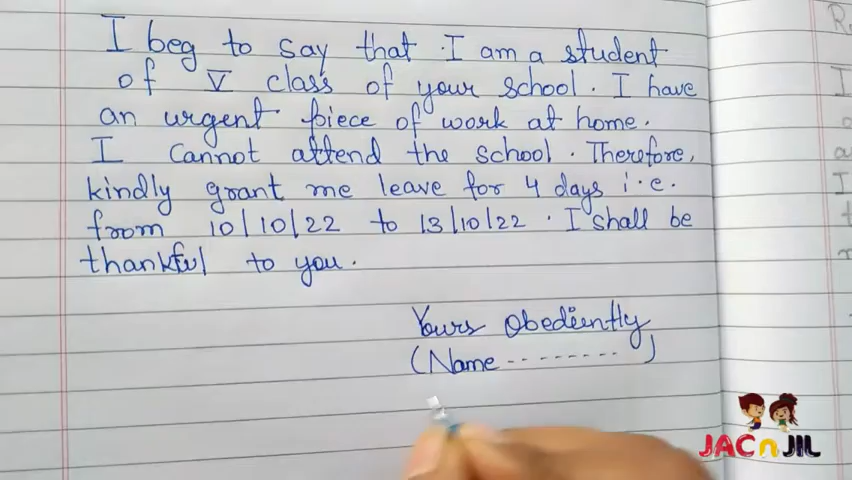 I beg to say that I am a student
of V class of your school. I have
an urgent piece of work at home.
I cannot attend the school. Therefore,
kindly grant me leave for 4 days i.e.
from 10/10/22 to 13/10/22. I shall be
thankful to you.
Yours Obediently
(Name --------)
JAC n JIL